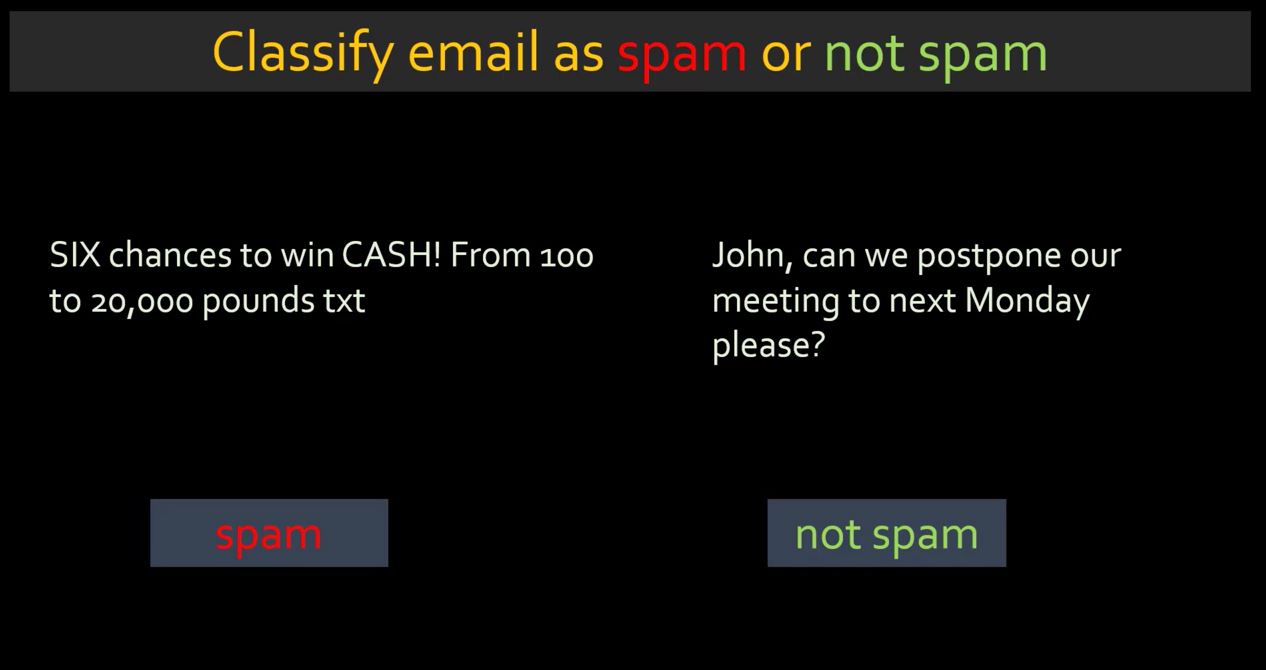 Classify email as spam or not spam
SIX chances to win CASH! From 100
to 20,000 pounds txt
John, can we postpone our
meeting to next Monday
please?
spam
not spam